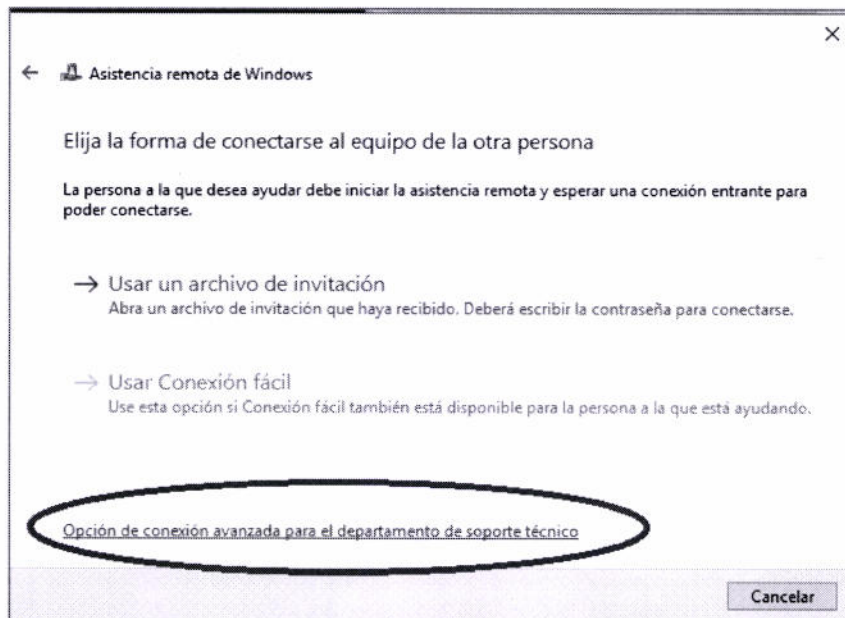 Asistencia remota de Windows
Elija la forma de conectarse al equipo de la otra persona
La persona a la que desea ayudar debe iniciar la asistencia remota y esperar una conexión entrante para
poder conectarse.
Usar un archivo de invitación
Abra un archivo de invitación que haya recibido. Deberá escribir la contraseña para conectarse.
Usar Conexión fácil
Use esta opción si Conexión fácil también está disponible para la persona a la que está ayudando.
Opción de conexión avanzada para el departamento de soporte técnico
Cancelar